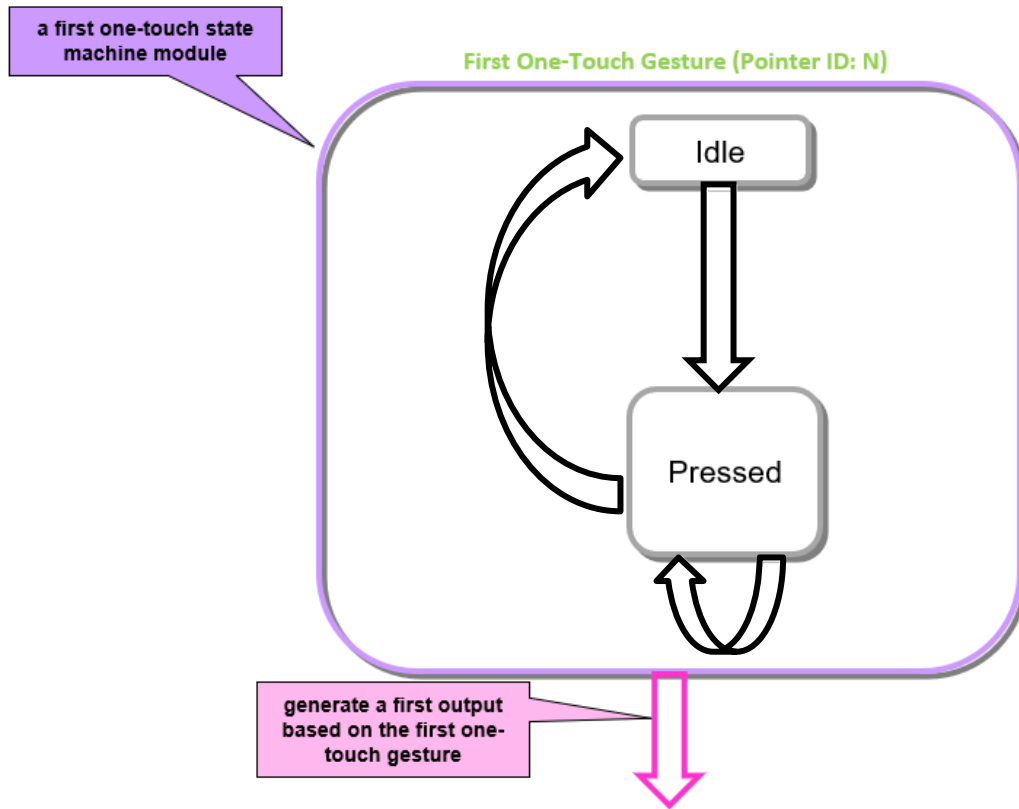 a first one-touch state
machine module
First One-Touch Gesture (Pointer ID: N)
Idle
Pressed
generate a first output
based on the first one-
touch gesture